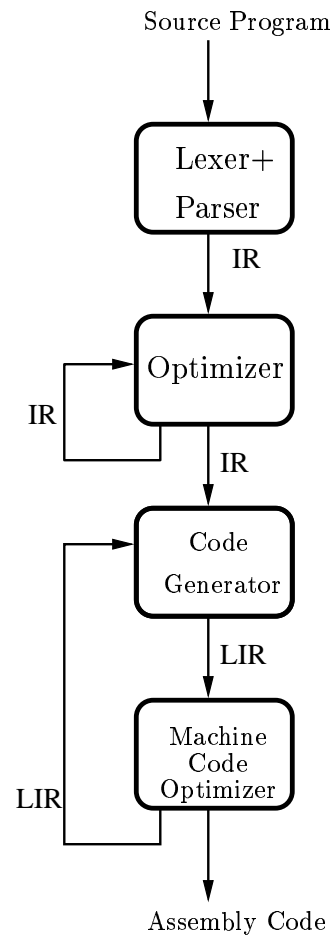 Source Program
Lexer+
Parser
IR
Optimizer
IR
IR
Code
Generator
LIR
Machine
Code
Optimizer
LIR
Assembly Code